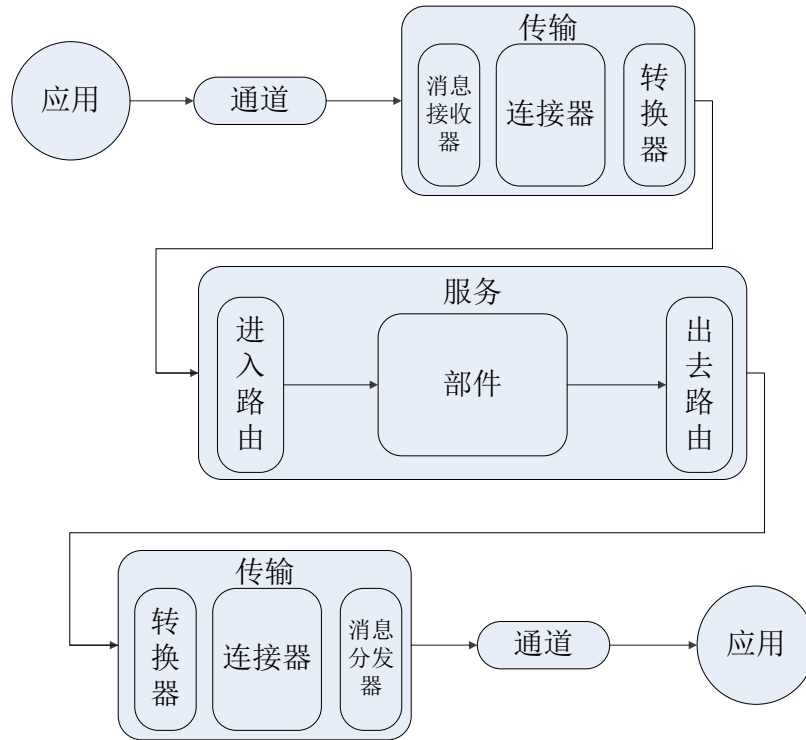 应用
通道
传输
消息
接收
器
连接器
转
换
器
服务
进
入
路
由
部件
出
去
路
由
传输
转
换
器
连接器
消息
分发
器
通道
应用